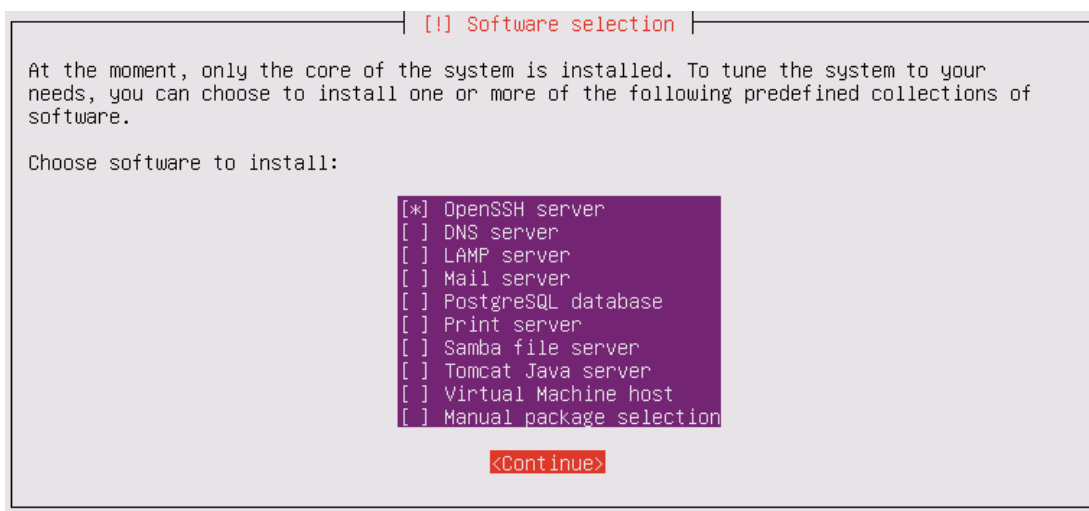 [!] Software selection
At the moment, only the core of the system is installed. To tune the system to your
needs, you can choose to install one or more of the following predefined collections of
software.
Choose software to install:
[*] OpenSSH server
[ ] DNS server
[ ] LAMP server
[ ] Mail server
[ ] PostgreSQL database
[ ] Print server
[ ] Samba file server
[ ] Tomcat Java server
[ ] Virtual Machine host
[ ] Manual package selection
<Continue>